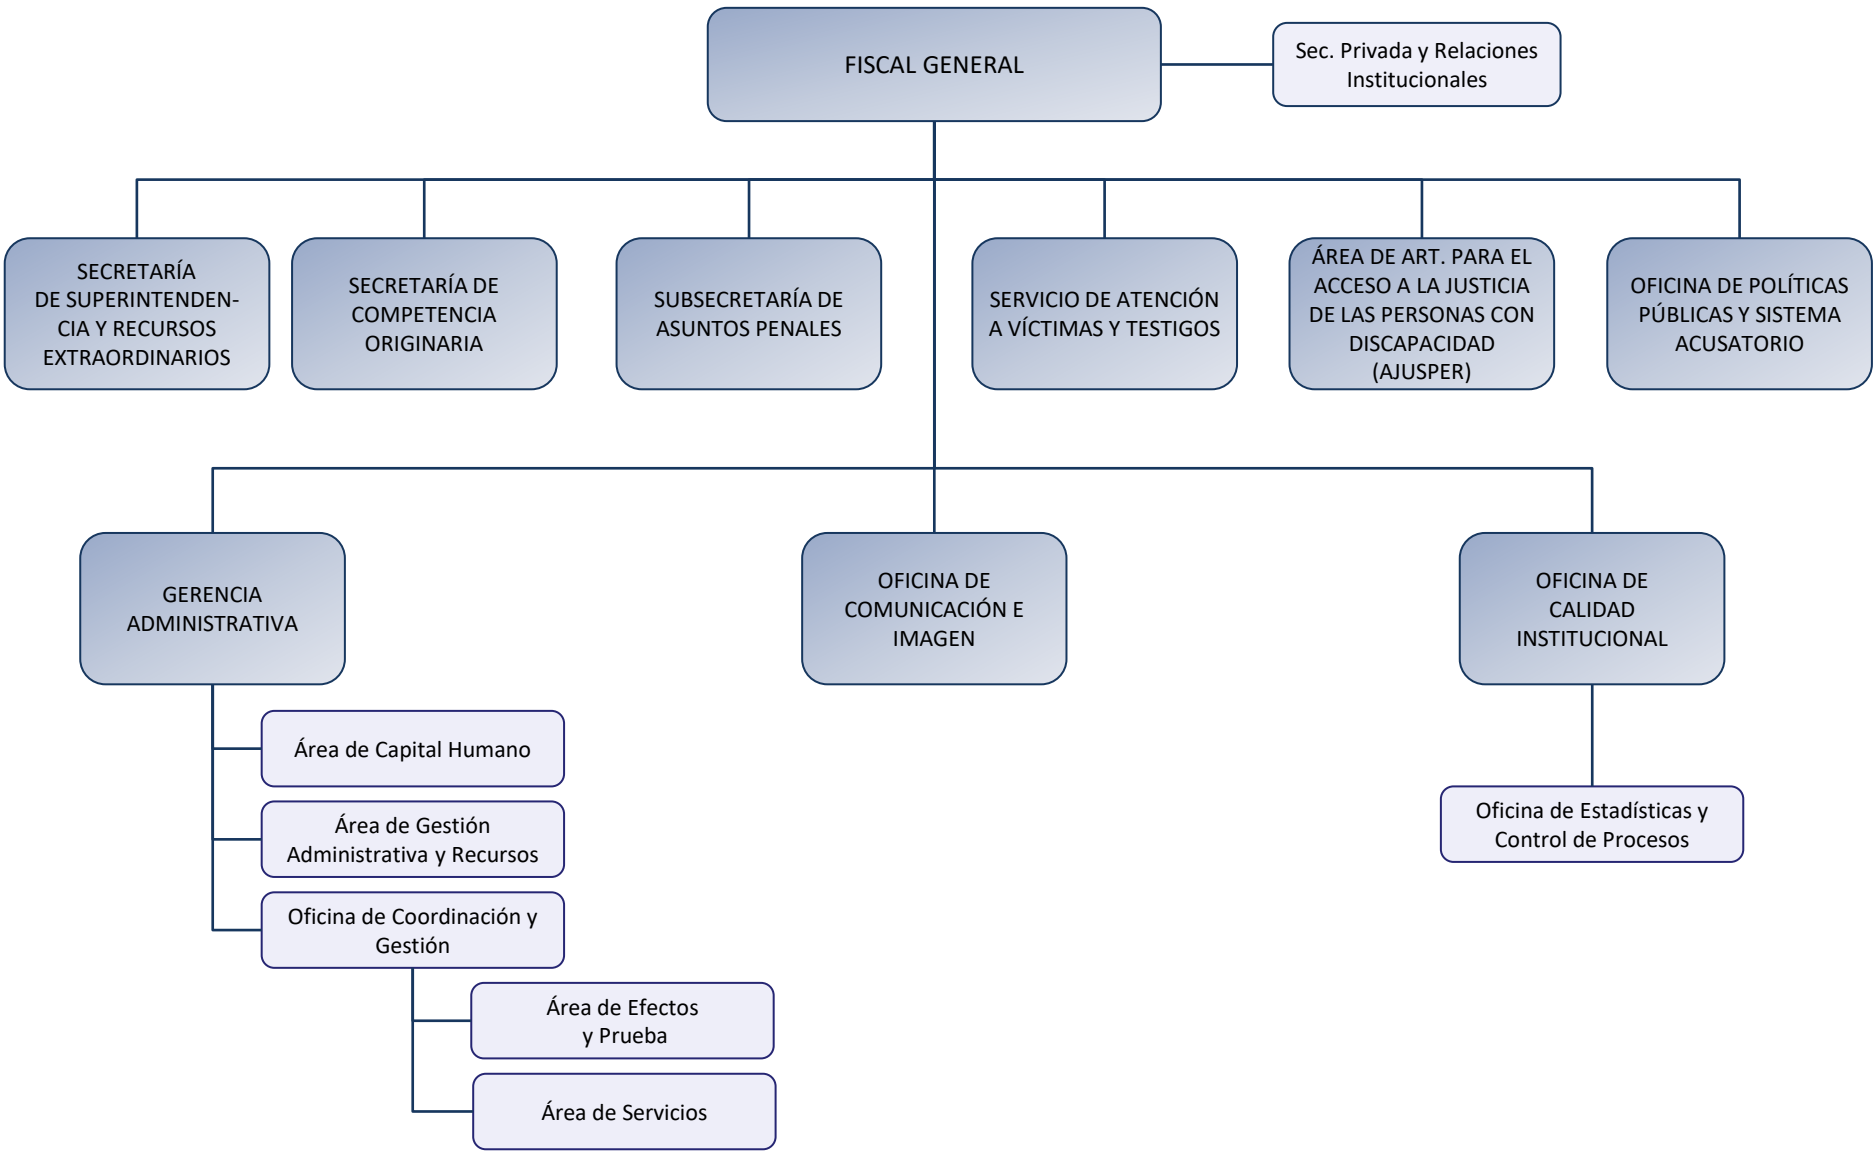 FISCAL GENERAL
Sec. Privada y Relaciones
Institucionales
SECRETARÍA
DE SUPERINTENDEN-
CIA Y RECURSOS
EXTRAORDINARIOS
SECRETARÍA DE
COMPETENCIA
ORIGINARIA
SUBSECRETARÍA DE
ASUNTOS PENALES
SERVICIO DE ATENCIÓN
A VÍCTIMAS Y TESTIGOS
ÁREA DE ART. PARA EL
ACCESO A LA JUSTICIA
DE LAS PERSONAS CON
DISCAPACIDAD
(AJUSPER)
OFICINA DE POLÍTICAS
PÚBLICAS Y SISTEMA
ACUSATORIO
GERENCIA
ADMINISTRATIVA
OFICINA DE
COMUNICACIÓN E
IMAGEN
OFICINA DE
CALIDAD
INSTITUCIONAL
Área de Capital Humano
Área de Gestión
Administrativa y Recursos
Oficina de Coordinación y
Gestión
Área de Efectos
y Prueba
Área de Servicios
Oficina de Estadísticas y
Control de Procesos